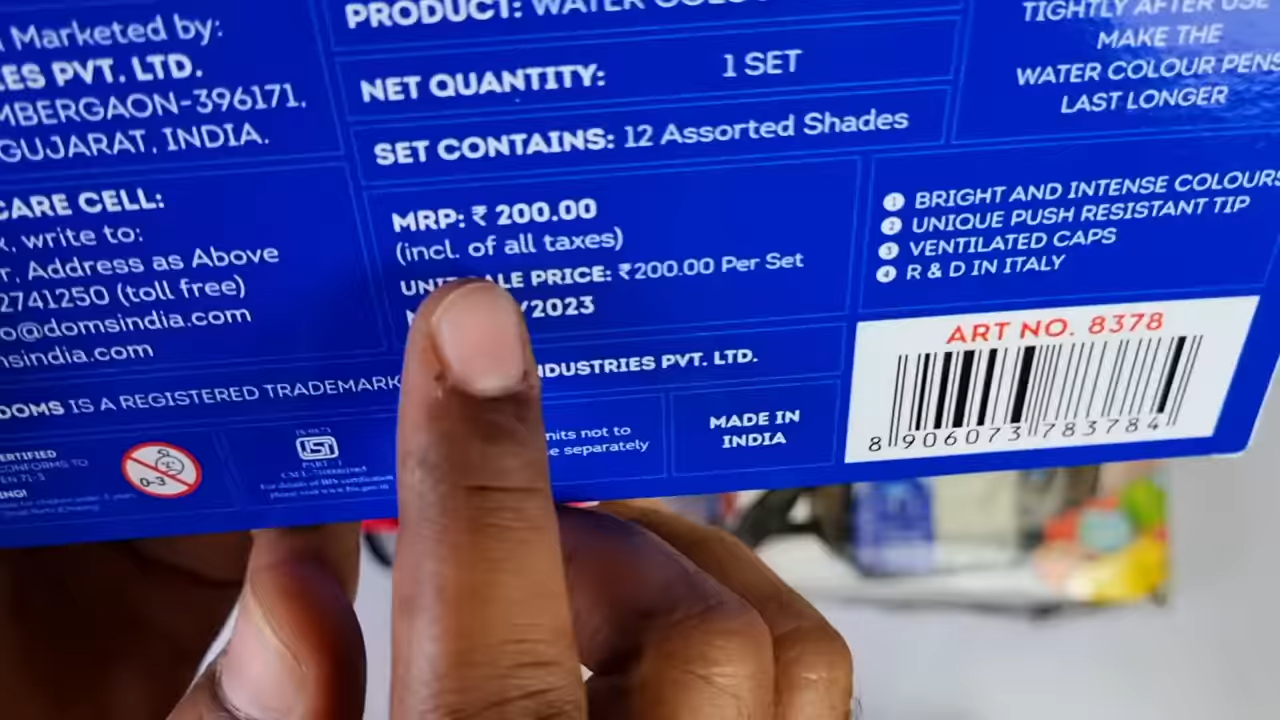 Marketed by:
ES PVT. LTD.
MBERGAON-396171,
GUJARAT, INDIA.
CARE CELL:
, write to:
r, Address as Above
2741250 (toll free)
o@domsindia.com
msindia.com
DOMS IS A REGISTERED TRADEMARK
PRODUCT: WATER
NET QUANTITY: 1 SET
SET CONTAINS: 12 Assorted Shades
MRP: ₹ 200.00
(incl. of all taxes)
PRICE: ₹200.00 Per Set
/2023
NDUSTRIES PVT. LTD.
nits not to
e separately
MADE IN
INDIA
TIGHTLY AFTER USE
MAKE THE
WATER COLOUR PENS
LAST LONGER
1 BRIGHT AND INTENSE COLOURS
2 UNIQUE PUSH RESISTANT TIP
3 VENTILATED CAPS
4 R & D IN ITALY
ART NO. 8378
8 906073 783784
ERTIFIED
CONFORMS TO
EN 71-3
0-3